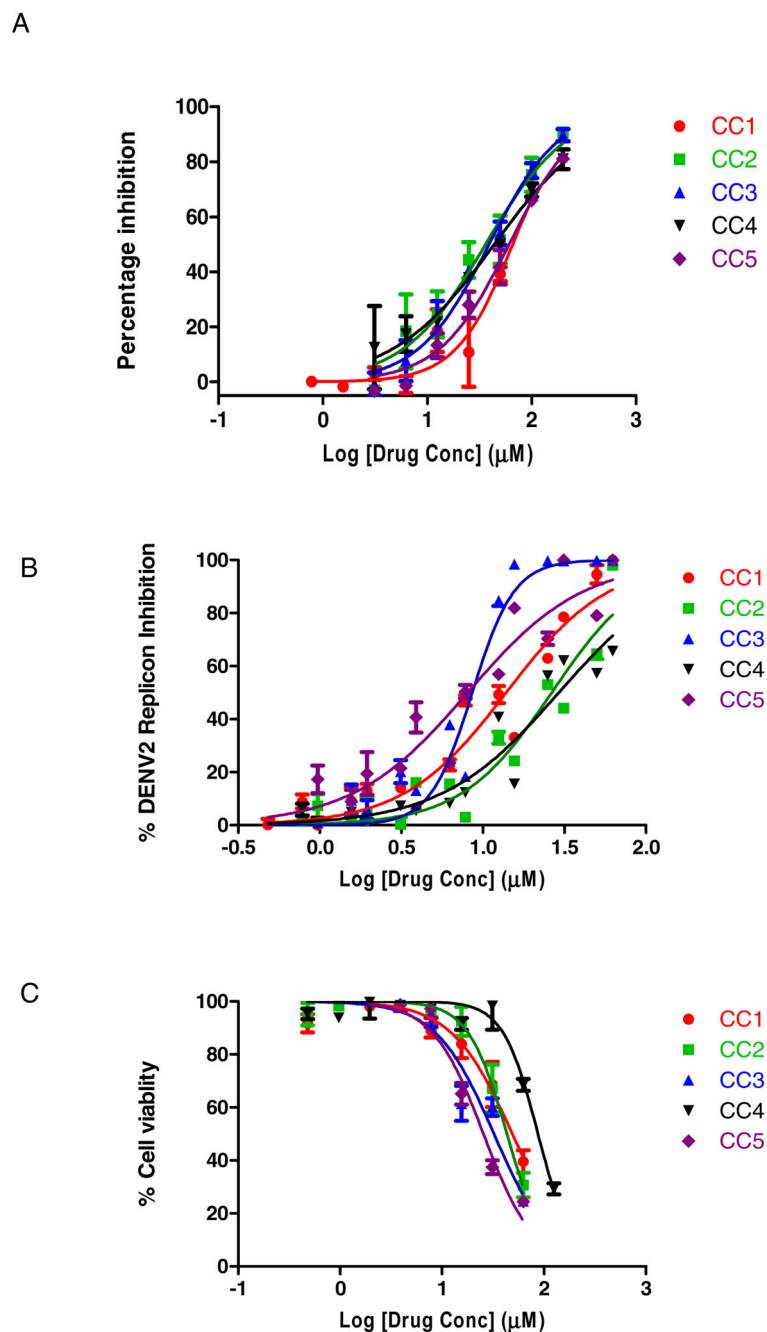 A
Percentage inhibition
100
80
60
40
20
0
-1
0
1
2
3
Log [Drug Conc] (µM)
CC1
CC2
CC3
CC4
CC5
B
% DENV2 Replicon Inhibition
100
80
60
40
20
0
-0.5
0.0
0.5
1.0
1.5
2.0
Log [Drug Conc] (µM)
CC1
CC2
CC3
CC4
CC5
C
% Cell viablity
100
80
60
40
20
0
-1
0
1
2
3
Log [Drug Conc] (µM)
CC1
CC2
CC3
CC4
CC5